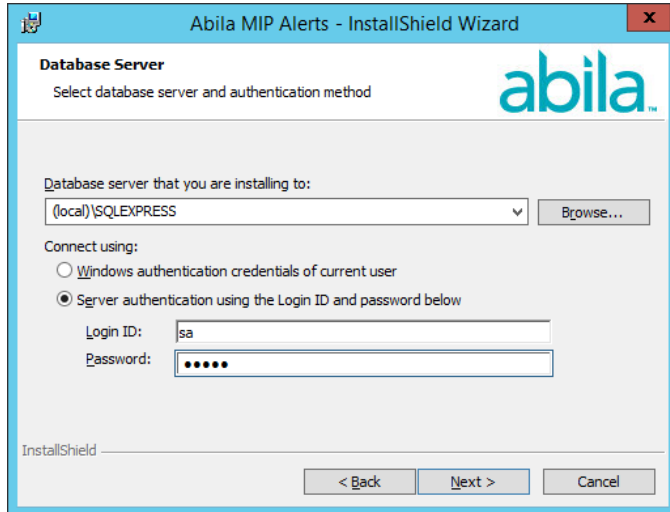 Abila MIP Alerts - InstallShield Wizard
x
Database Server
Select database server and authentication method
abila
Database server that you are installing to:
(local)\SQLEXPRESS
Browse...
Connect using:
Windows authentication credentials of current user
Server authentication using the Login ID and password below
Login ID: sa
Password: •••••
InstallShield
< Back Next > Cancel